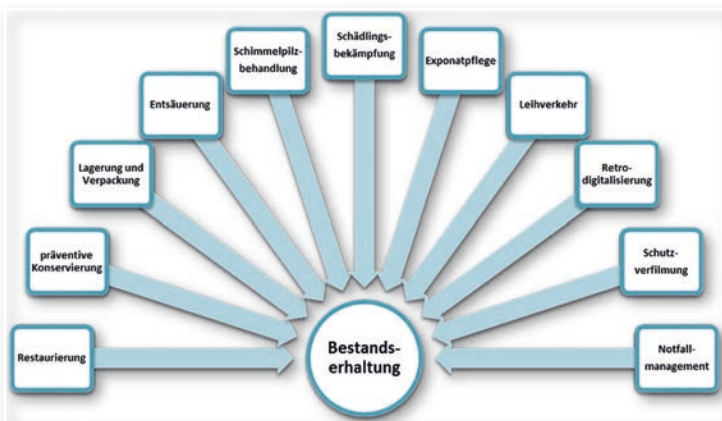 Restaurierung
präventive
Konservierung
Lagerung und
Verpackung
Entsäuerung
Schimmelpilz-
behandlung
Schädlings-
bekämpfung
Exponatpflege
Leihverkehr
Retro-
digitalisierung
Schutz-
verfilmung
Notfall-
management
Bestands-
erhaltung